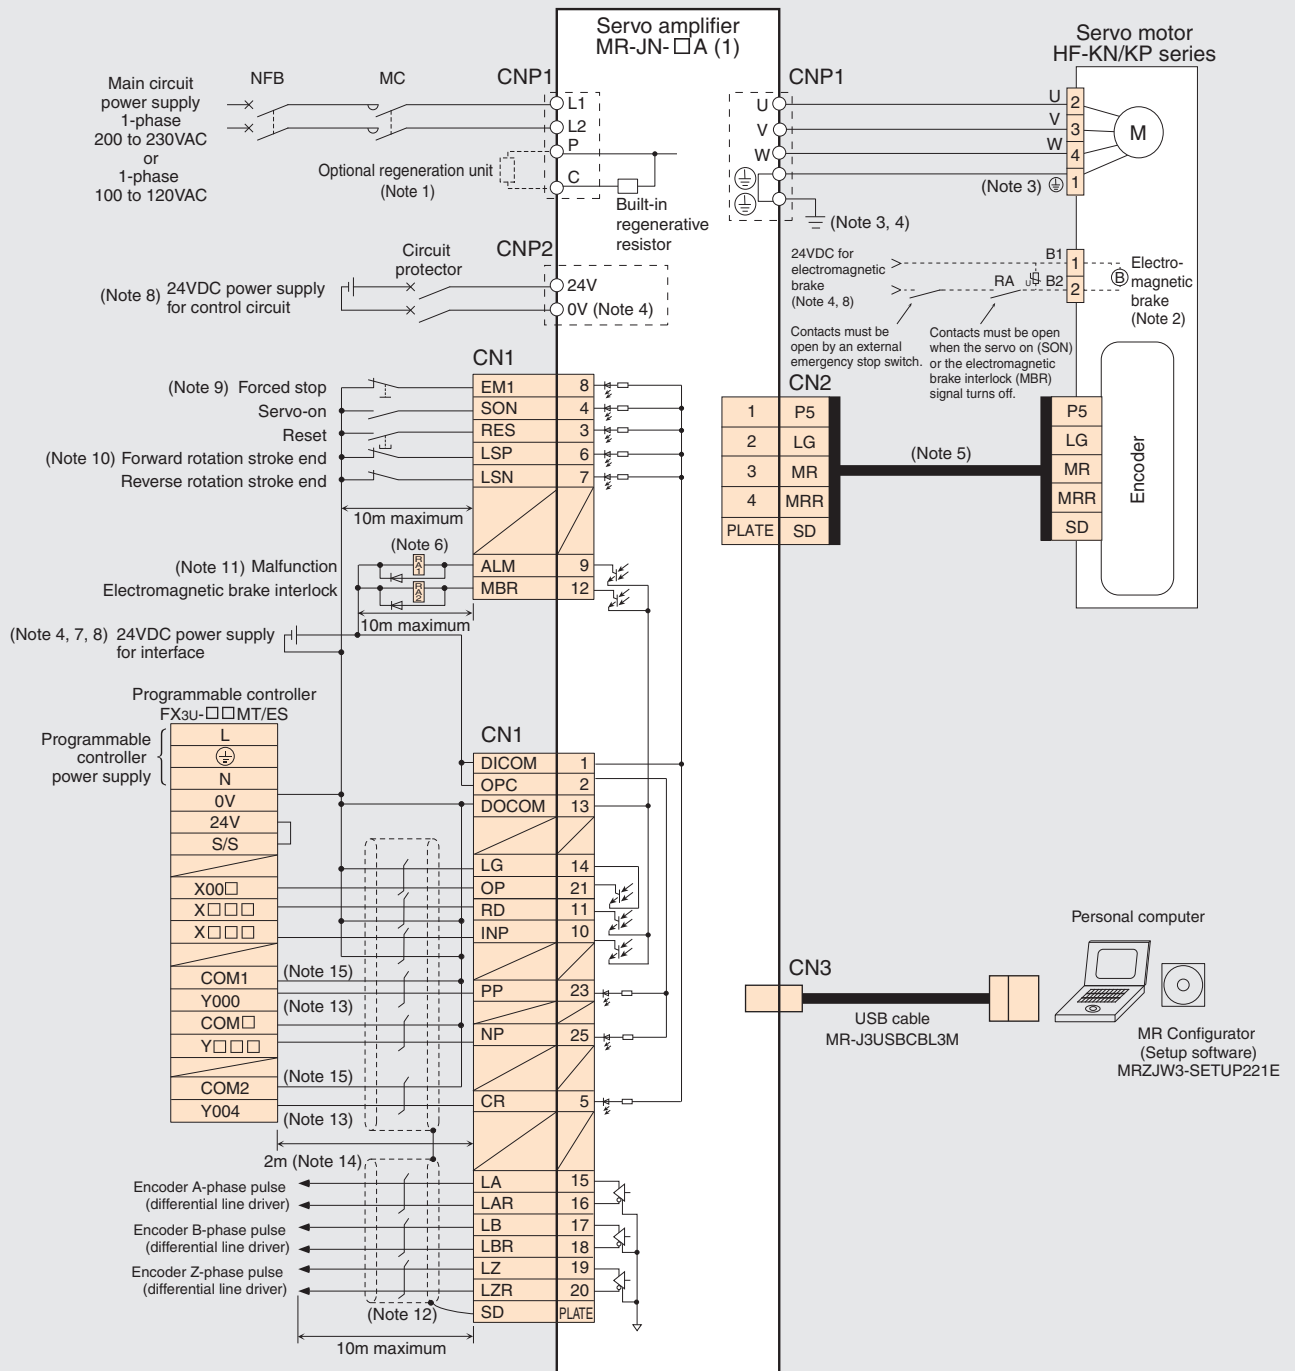 Servo amplifier
MR-JN-□A (1)
Servo motor
HF-KN/KP series
Main circuit
power supply
1-phase
200 to 230VAC
or
1-phase
100 to 120VAC
NFB
MC
CNP1
L1
L2
P
C
Optional regeneration unit
(Note 1)
Built-in
regenerative
resistor
CNP1
U
V
W
U
V
W
(Note 3)
2
3
4
1
M
(Note 3, 4)
CNP2
Circuit
protector
(Note 8) 24VDC power supply
for control circuit
24V
0V (Note 4)
24VDC for
electromagnetic
brake
(Note 4, 8)
RA
U
B1
B2
1
2
B
Electro-
magnetic
brake
(Note 2)
Contacts must be
open by an external
emergency stop switch.
Contacts must be open
when the servo on (SON)
or the electromagnetic
brake interlock (MBR)
signal turns off.
CN1
(Note 9) Forced stop
EM1 8
Servo-on
SON 4
Reset
RES 3
(Note 10) Forward rotation stroke end
LSP 6
Reverse rotation stroke end
LSN 7
10m maximum
(Note 6)
(Note 11) Malfunction
RA1
ALM 9
Electromagnetic brake interlock
RA2
MBR 12
10m maximum
(Note 4, 7, 8) 24VDC power supply
for interface
CN2
1 P5
2 LG
3 MR
4 MRR
PLATE SD
(Note 5)
P5
LG
MR
MRR
SD
Encoder
Programmable controller
FX3U-□□MT/ES
Programmable
controller
power supply
L
N
0V
24V
S/S
X00□
X□□□
X□□□
COM1
Y000
COM□
Y□□□
COM2
Y004
(Note 15)
(Note 13)
(Note 15)
(Note 13)
2m (Note 14)
CN1
DICOM 1
OPC 2
DOCOM 13
LG 14
OP 21
RD 11
INP 10
PP 23
NP 25
CR 5
LA 15
LAR 16
LB 17
LBR 18
LZ 19
LZR 20
SD PLATE
Encoder A-phase pulse
(differential line driver)
Encoder B-phase pulse
(differential line driver)
Encoder Z-phase pulse
(differential line driver)
(Note 12)
10m maximum
CN3
USB cable
MR-J3USBCBL3M
Personal computer
MR Configurator
(Setup software)
MRZJW3-SETUP221E